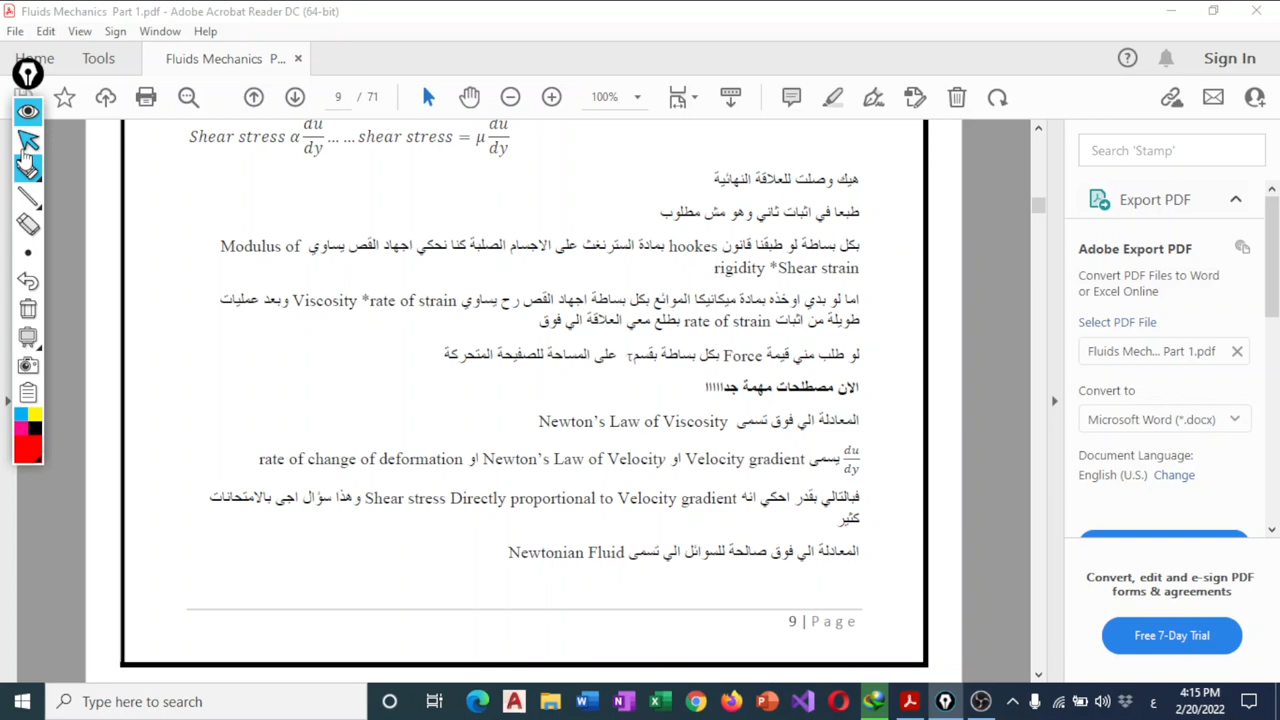 Fluids Mechanics Part 1.pdf - Adobe Acrobat Reader DC (64-bit)
File Edit View Sign Window Help
Home Tools Fluids Mechanics P... × Sign In
9 / 71 100%
Shear stress α du/dy … … shear stress = μ du/dy
هيك وصلت للعلاقة النهائية
طبعا في اثبات ثاني وهو مش مطلوب
بكل بساطة لو طبقنا قانون hookes بمادة السترنغث على الاجسام الصلبة كنا نحكي اجهاد القص يساوي Modulus of
rigidity *Shear strain
اما لو بدي اوخذه بمادة ميكانيكا الموائع بكل بساطة اجهاد القص رح يساوي Viscosity *rate of strain وبعد عمليات
طويلة من اثبات rate of strain بطلع معي العلاقة الي فوق
لو طلب مني قيمة Force بكل بساطة بقسم τ على المساحة للصفيحة المتحركة
الان مصطلحات مهمة جدااااا
المعادلة الي فوق تسمى Newton's Law of Viscosity
du/dy يسمى Velocity gradient او Newton's Law of Velocity او rate of change of deformation
فبالتالي بقدر احكي انه Shear stress Directly proportional to Velocity gradient وهذا سؤال اجى بالامتحانات
كثير
المعادلة الي فوق صالحة للسوائل الي تسمى Newtonian Fluid
9 | Page
Search 'Stamp'
Export PDF
Adobe Export PDF
Convert PDF Files to Word
or Excel Online
Select PDF File
Fluids Mech... Part 1.pdf
Convert to
Microsoft Word (*.docx)
Document Language:
English (U.S.) Change
Convert, edit and e-sign PDF
forms & agreements
Free 7-Day Trial
Type here to search
ع
4:15 PM
2/20/2022